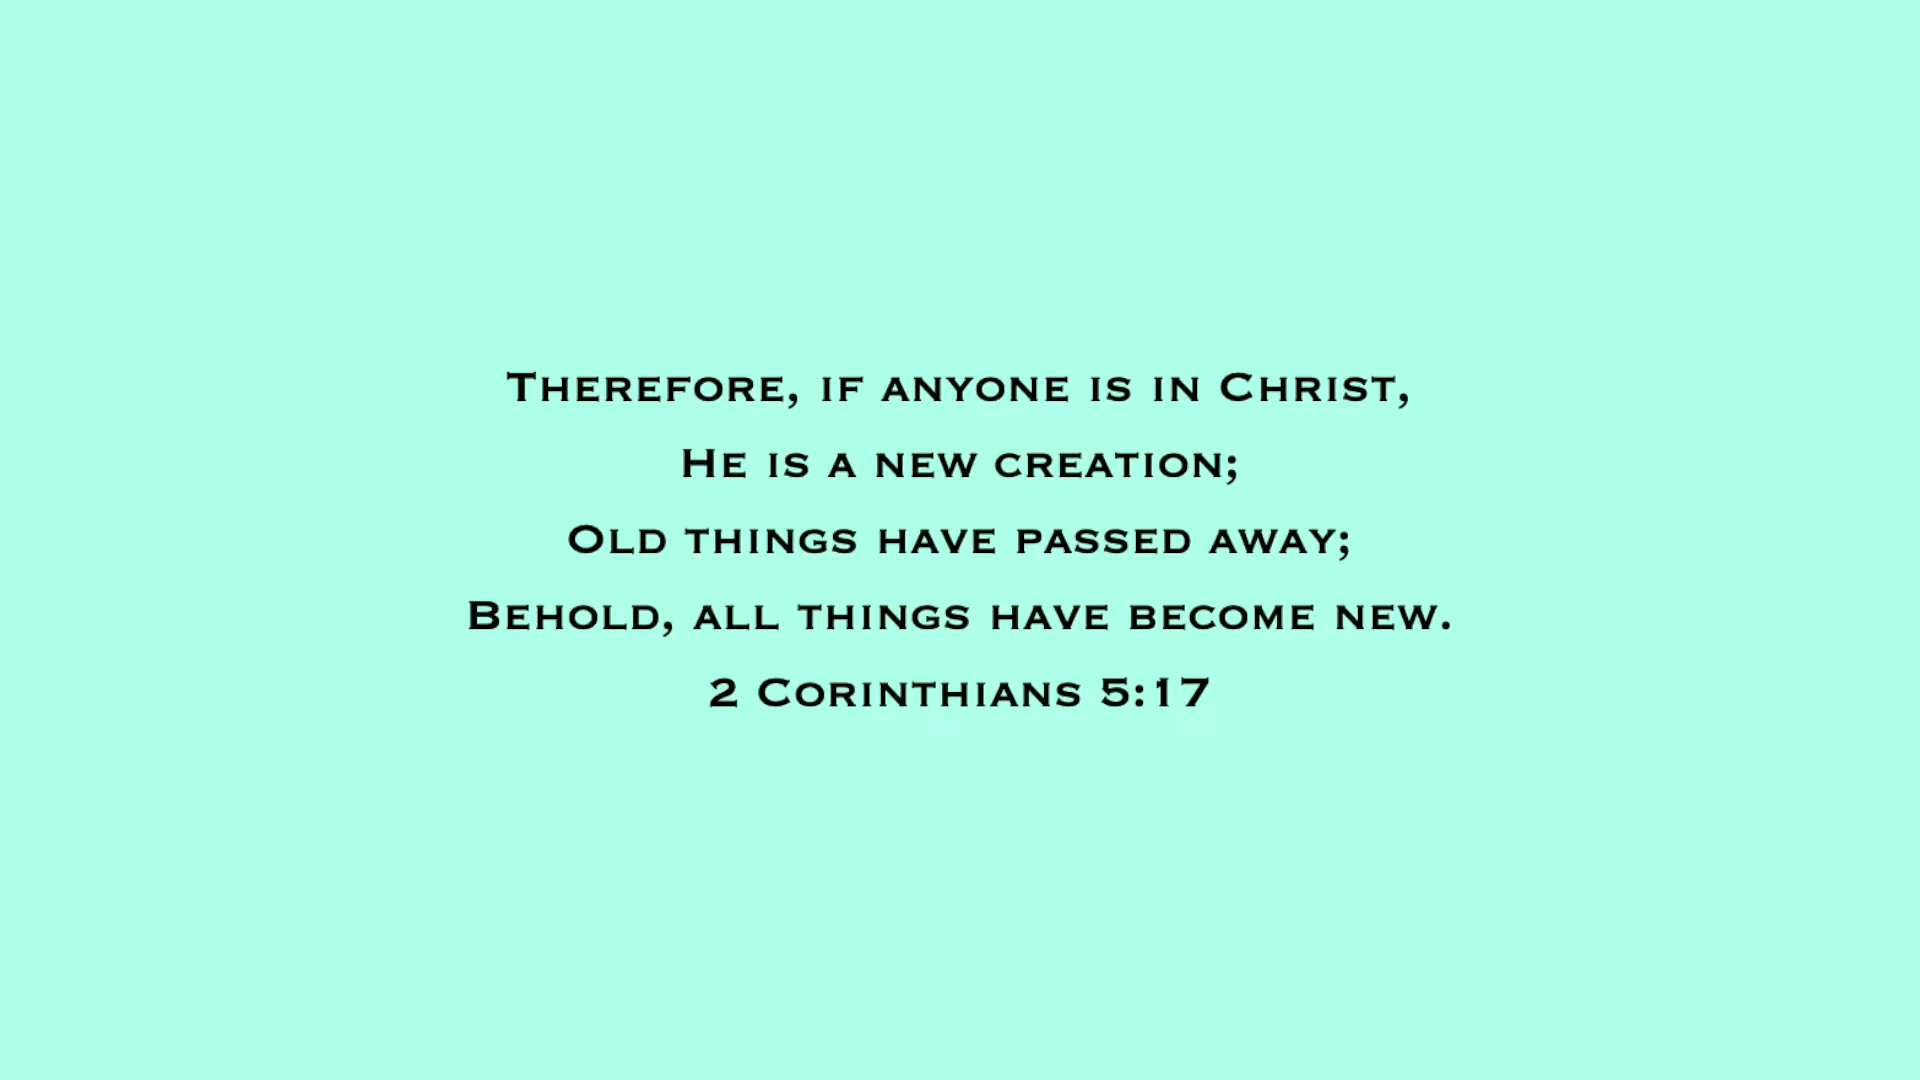 Therefore, if anyone is in Christ,
He is a new creation;
Old things have passed away;
Behold, all things have become new.
2 Corinthians 5:17